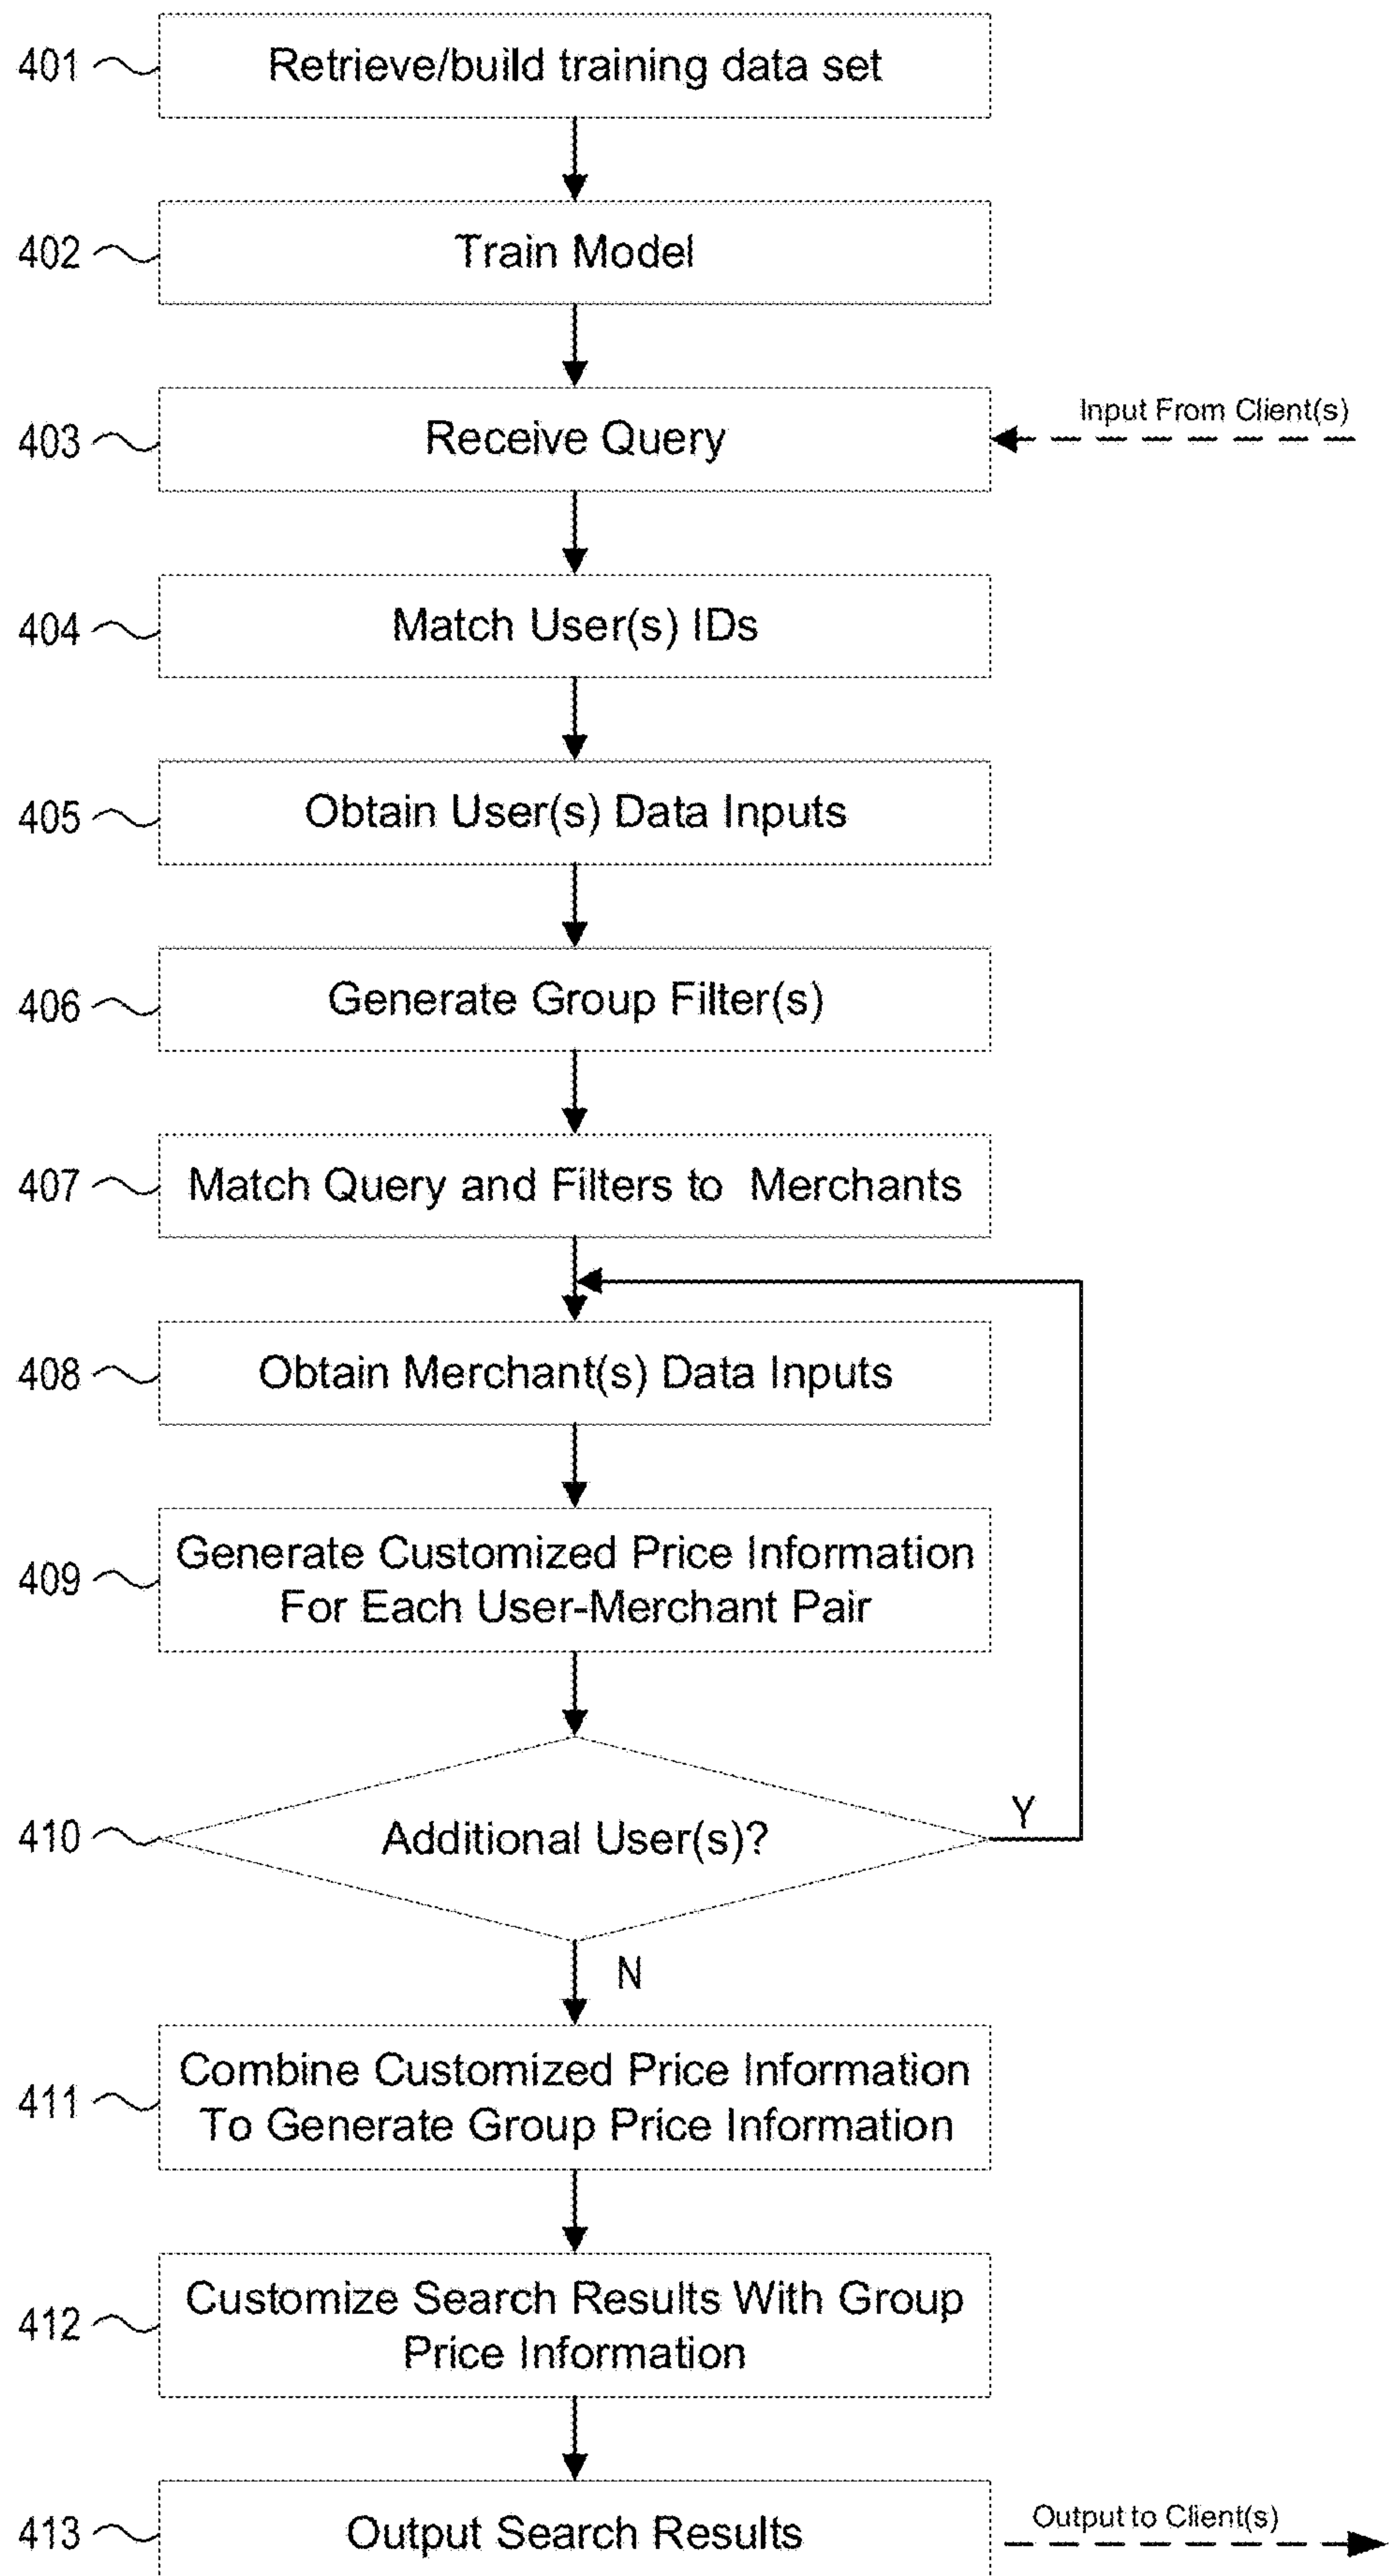 401
Retrieve/build training data set
402
Train Model
403
Receive Query
Input From Client(s)
404
Match User(s) IDs
405
Obtain User(s) Data Inputs
406
Generate Group Filter(s)
407
Match Query and Filters to Merchants
408
Obtain Merchant(s) Data Inputs
409
Generate Customized Price Information
For Each User-Merchant Pair
410
Additional User(s)?
Y
N
411
Combine Customized Price Information
To Generate Group Price Information
412
Customize Search Results With Group
Price Information
413
Output Search Results
Output to Client(s)